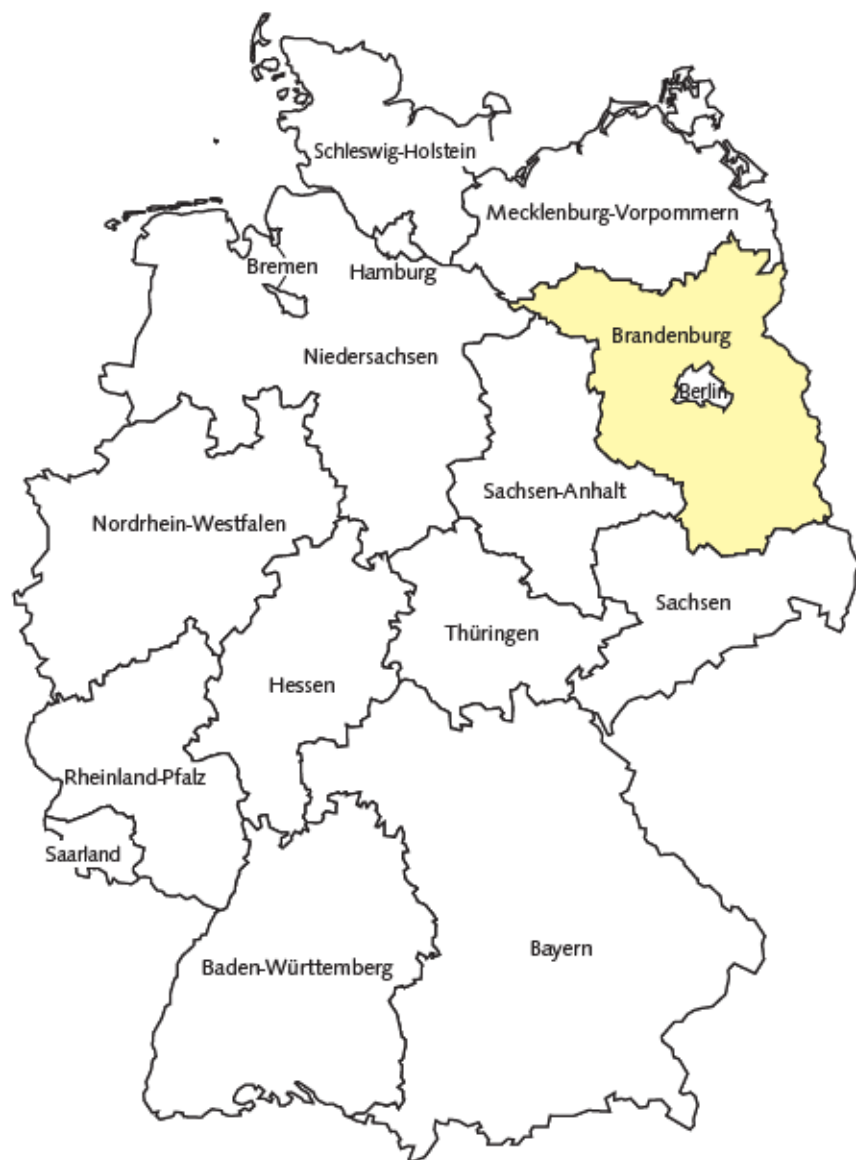 Schleswig-Holstein
Mecklenburg-Vorpommern
Bremen
Hamburg
Brandenburg
Niedersachsen
Berlin
Sachsen-Anhalt
Nordrhein-Westfalen
Sachsen
Thüringen
Hessen
Rheinland-Pfalz
Saarland
Bayern
Baden-Württemberg